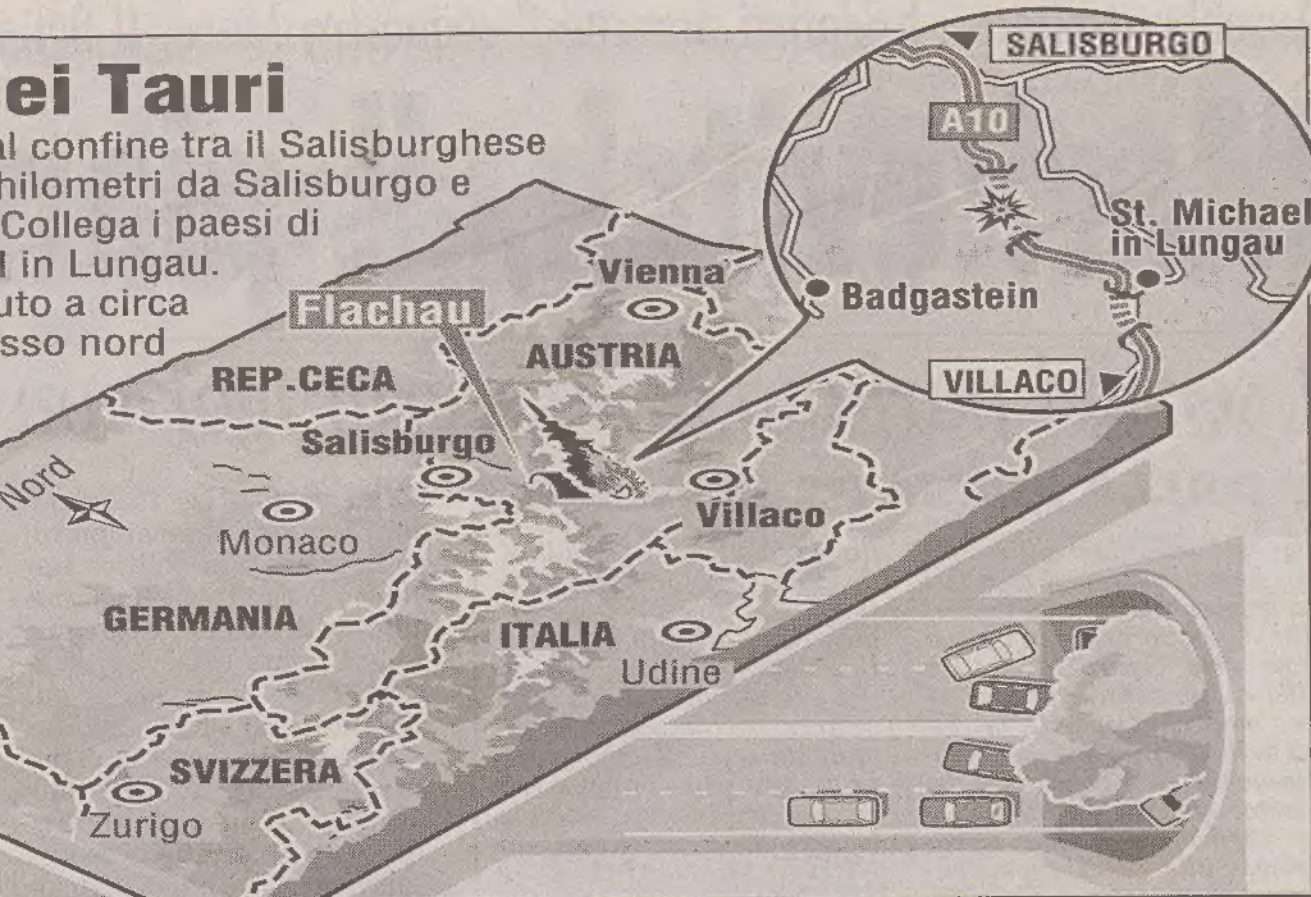 ei Tauri
al confine tra il Salisburghese
hilometri da Salisburgo e
Collega i paesi di
in Lungau.
uto a circa
sso nord
SALISBURGO
A10
St. Michael
in Lungau
Badgastein
VILLACO
Flachau
Vienna
AUSTRIA
REP.CECA
Salisburgo
Nord
Monaco
Villaco
GERMANIA
ITALIA
Udine
SVIZZERA
Zurigo